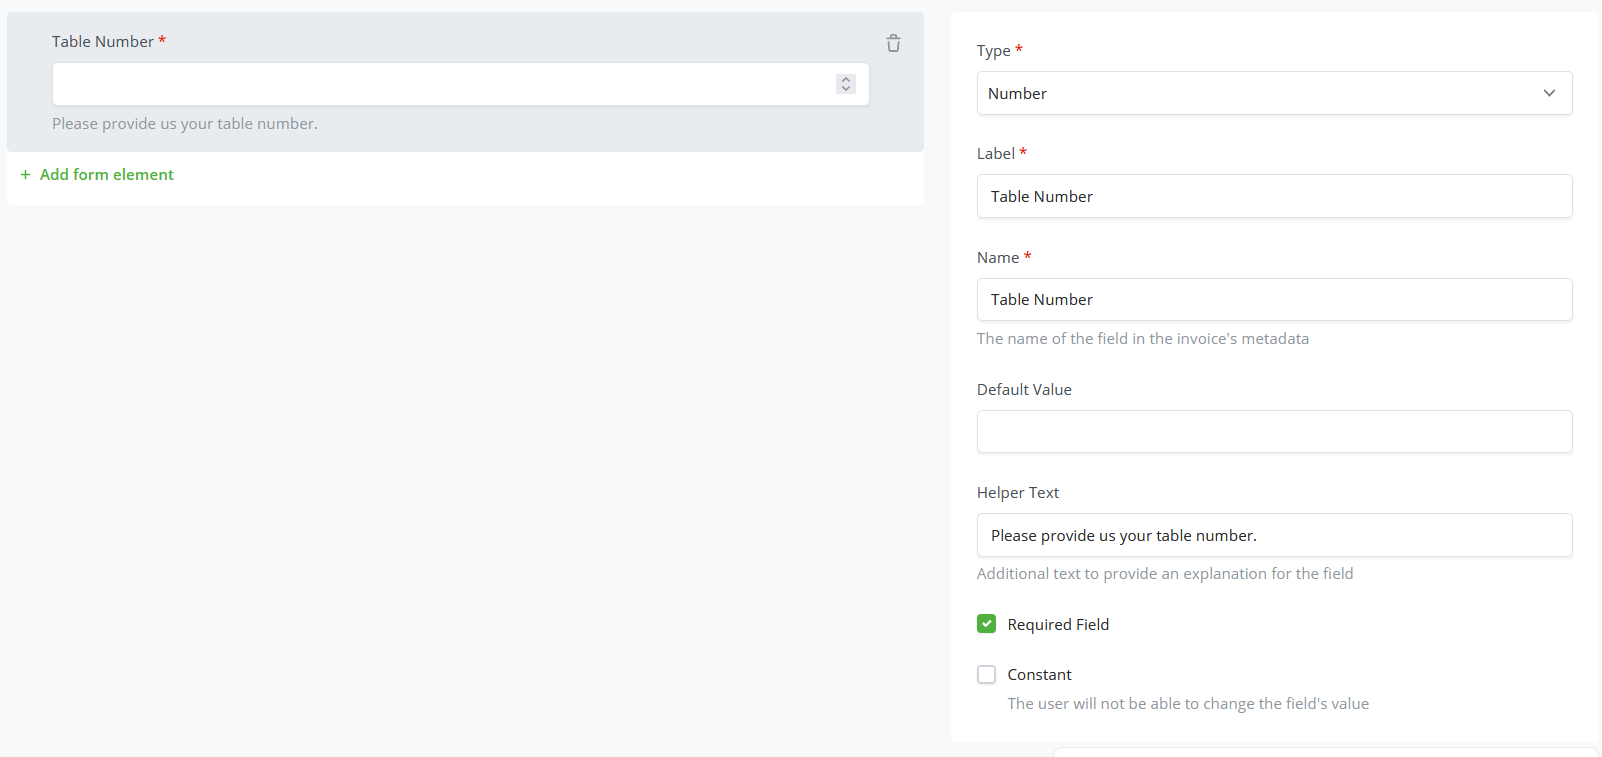 Table Number *
Please provide us your table number.
+ Add form element
Type *
Number
Label *
Table Number
Name *
Table Number
The name of the field in the invoice's metadata
Default Value
Helper Text
Please provide us your table number.
Additional text to provide an explanation for the field
Required Field
Constant
The user will not be able to change the field's value